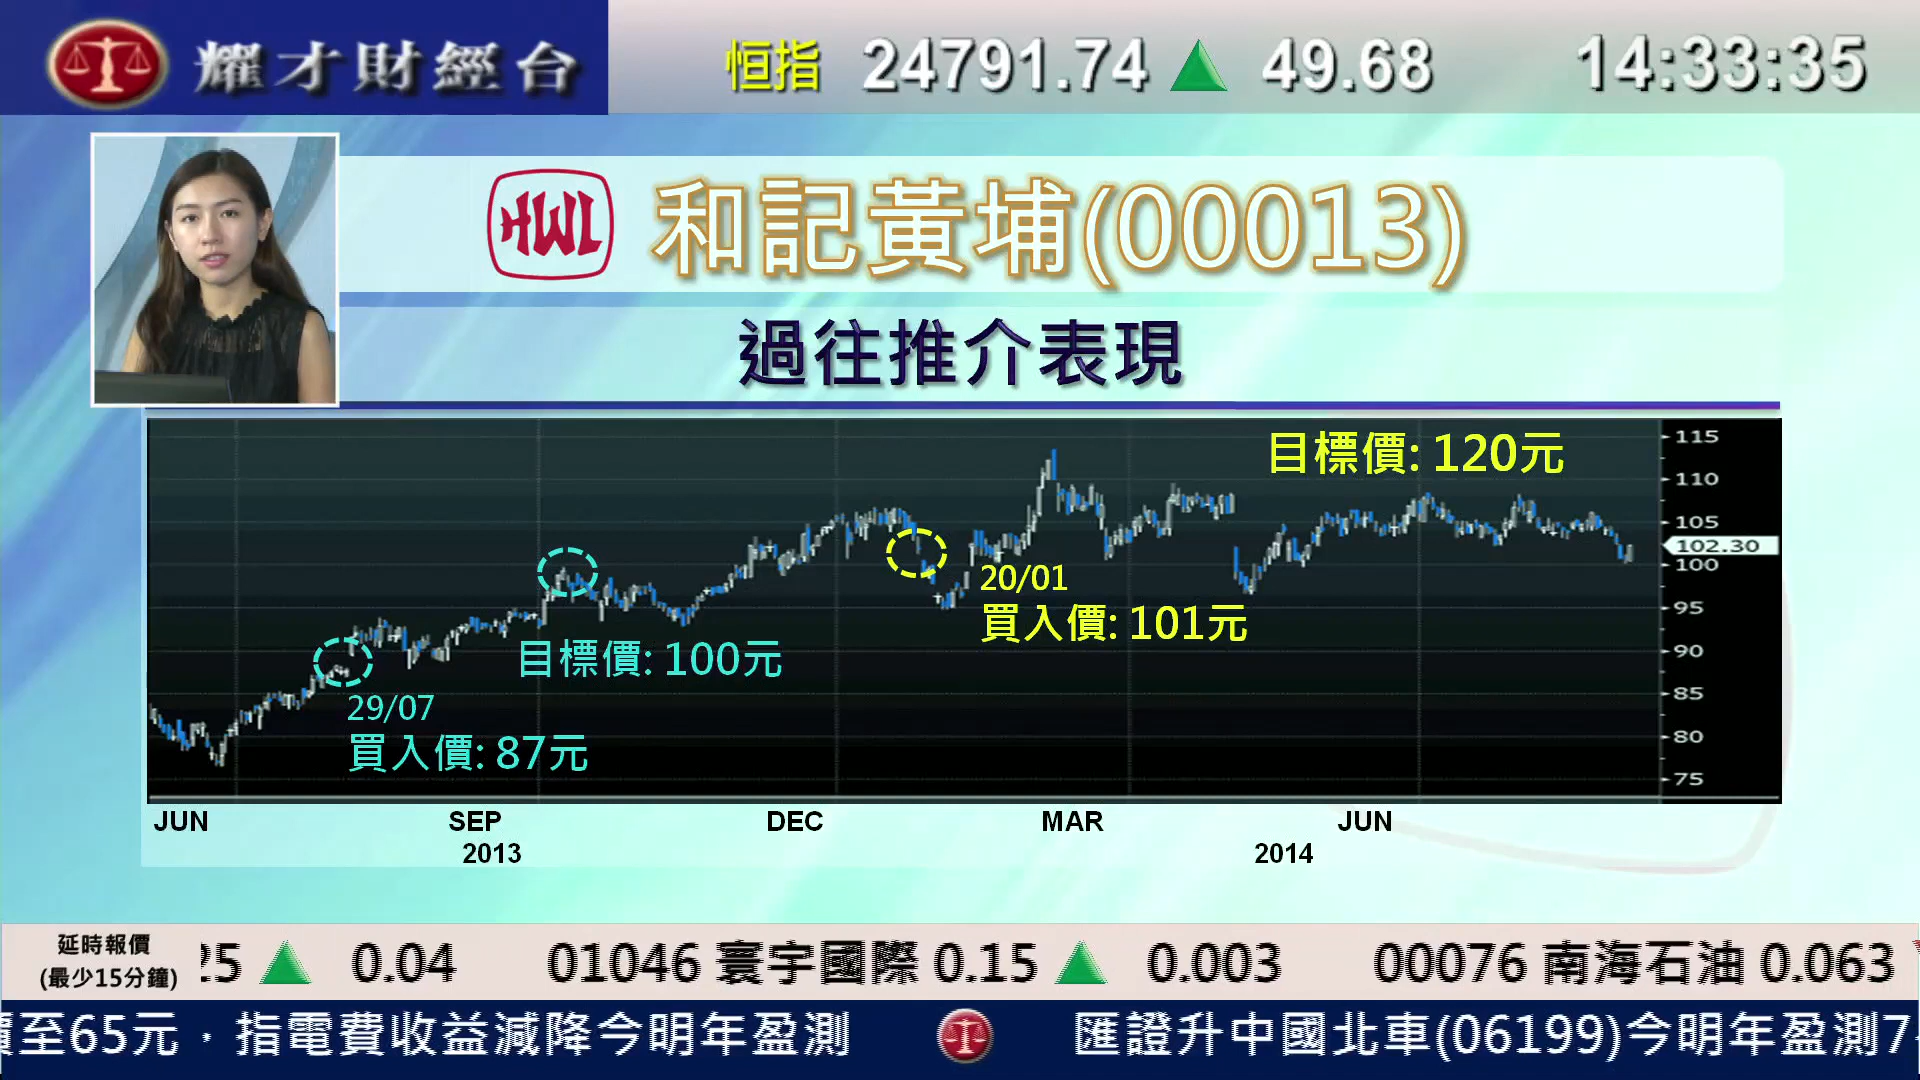 耀才財經台
恒指 24791.74 ▲ 49.68 14:33:35
HWL 和記黃埔(00013)
過往推介表現
目標價: 120元
115
110
105
102.30
100
95
90
85
80
75
20/01
買入價: 101元
目標價: 100元
29/07
買入價: 87元
JUN SEP DEC MAR JUN
2013 2014
延時報價
(最少15分鐘)
25 ▲ 0.04 01046 寰宇國際 0.15 ▲ 0.003 00076 南海石油 0.063
價至65元，指電費收益減降今明年盈測 匯證升中國北車(06199)今明年盈測7